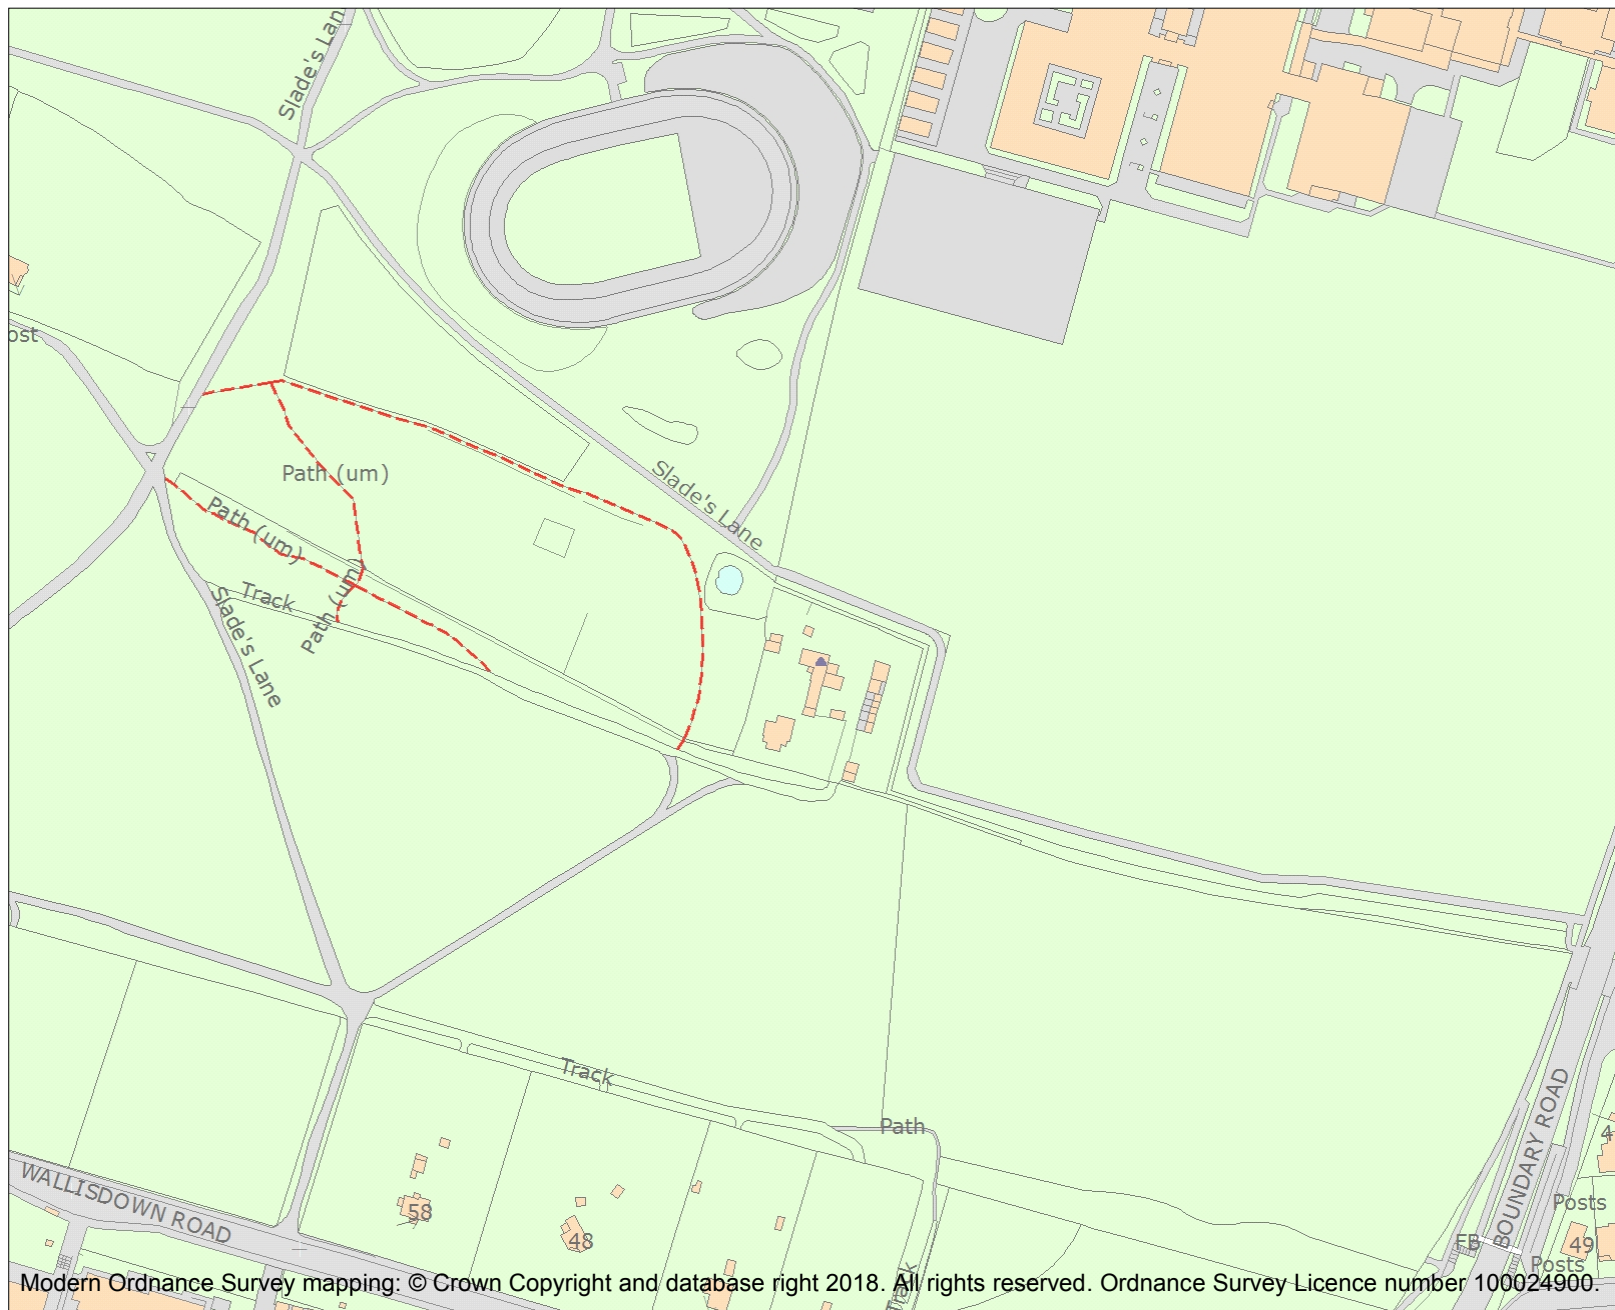 Slade's Lan
ost
Path (um)
Slade's Lane
Path (um)
Track
Path (um)
Slade's Lane
Track
Path
WALLISDOWN ROAD
58
48
BOUNDARY ROAD
4
Posts
FB
49
Posts
Track
Modern Ordnance Survey mapping: © Crown Copyright and database right 2018. All rights reserved. Ordnance Survey Licence number 100024900.